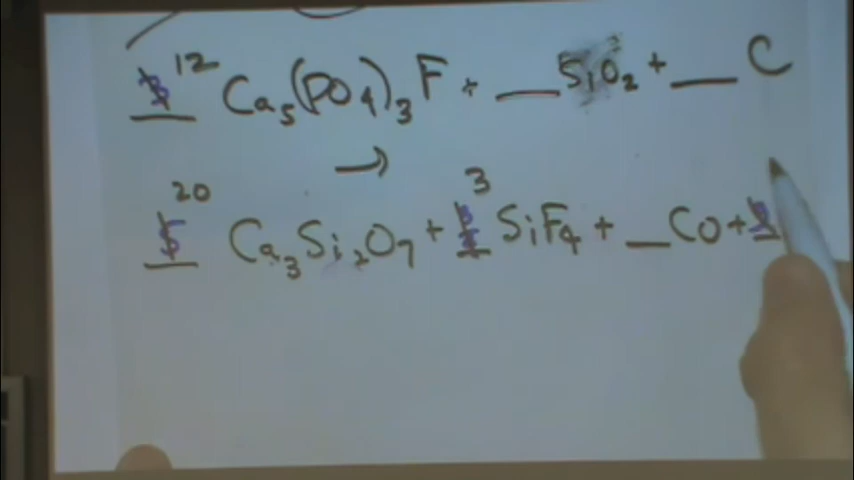 12 Ca5(PO4)3F + __ SiO2 + __ C
→
20 Ca3Si2O7 + 3 SiF4 + __ CO +